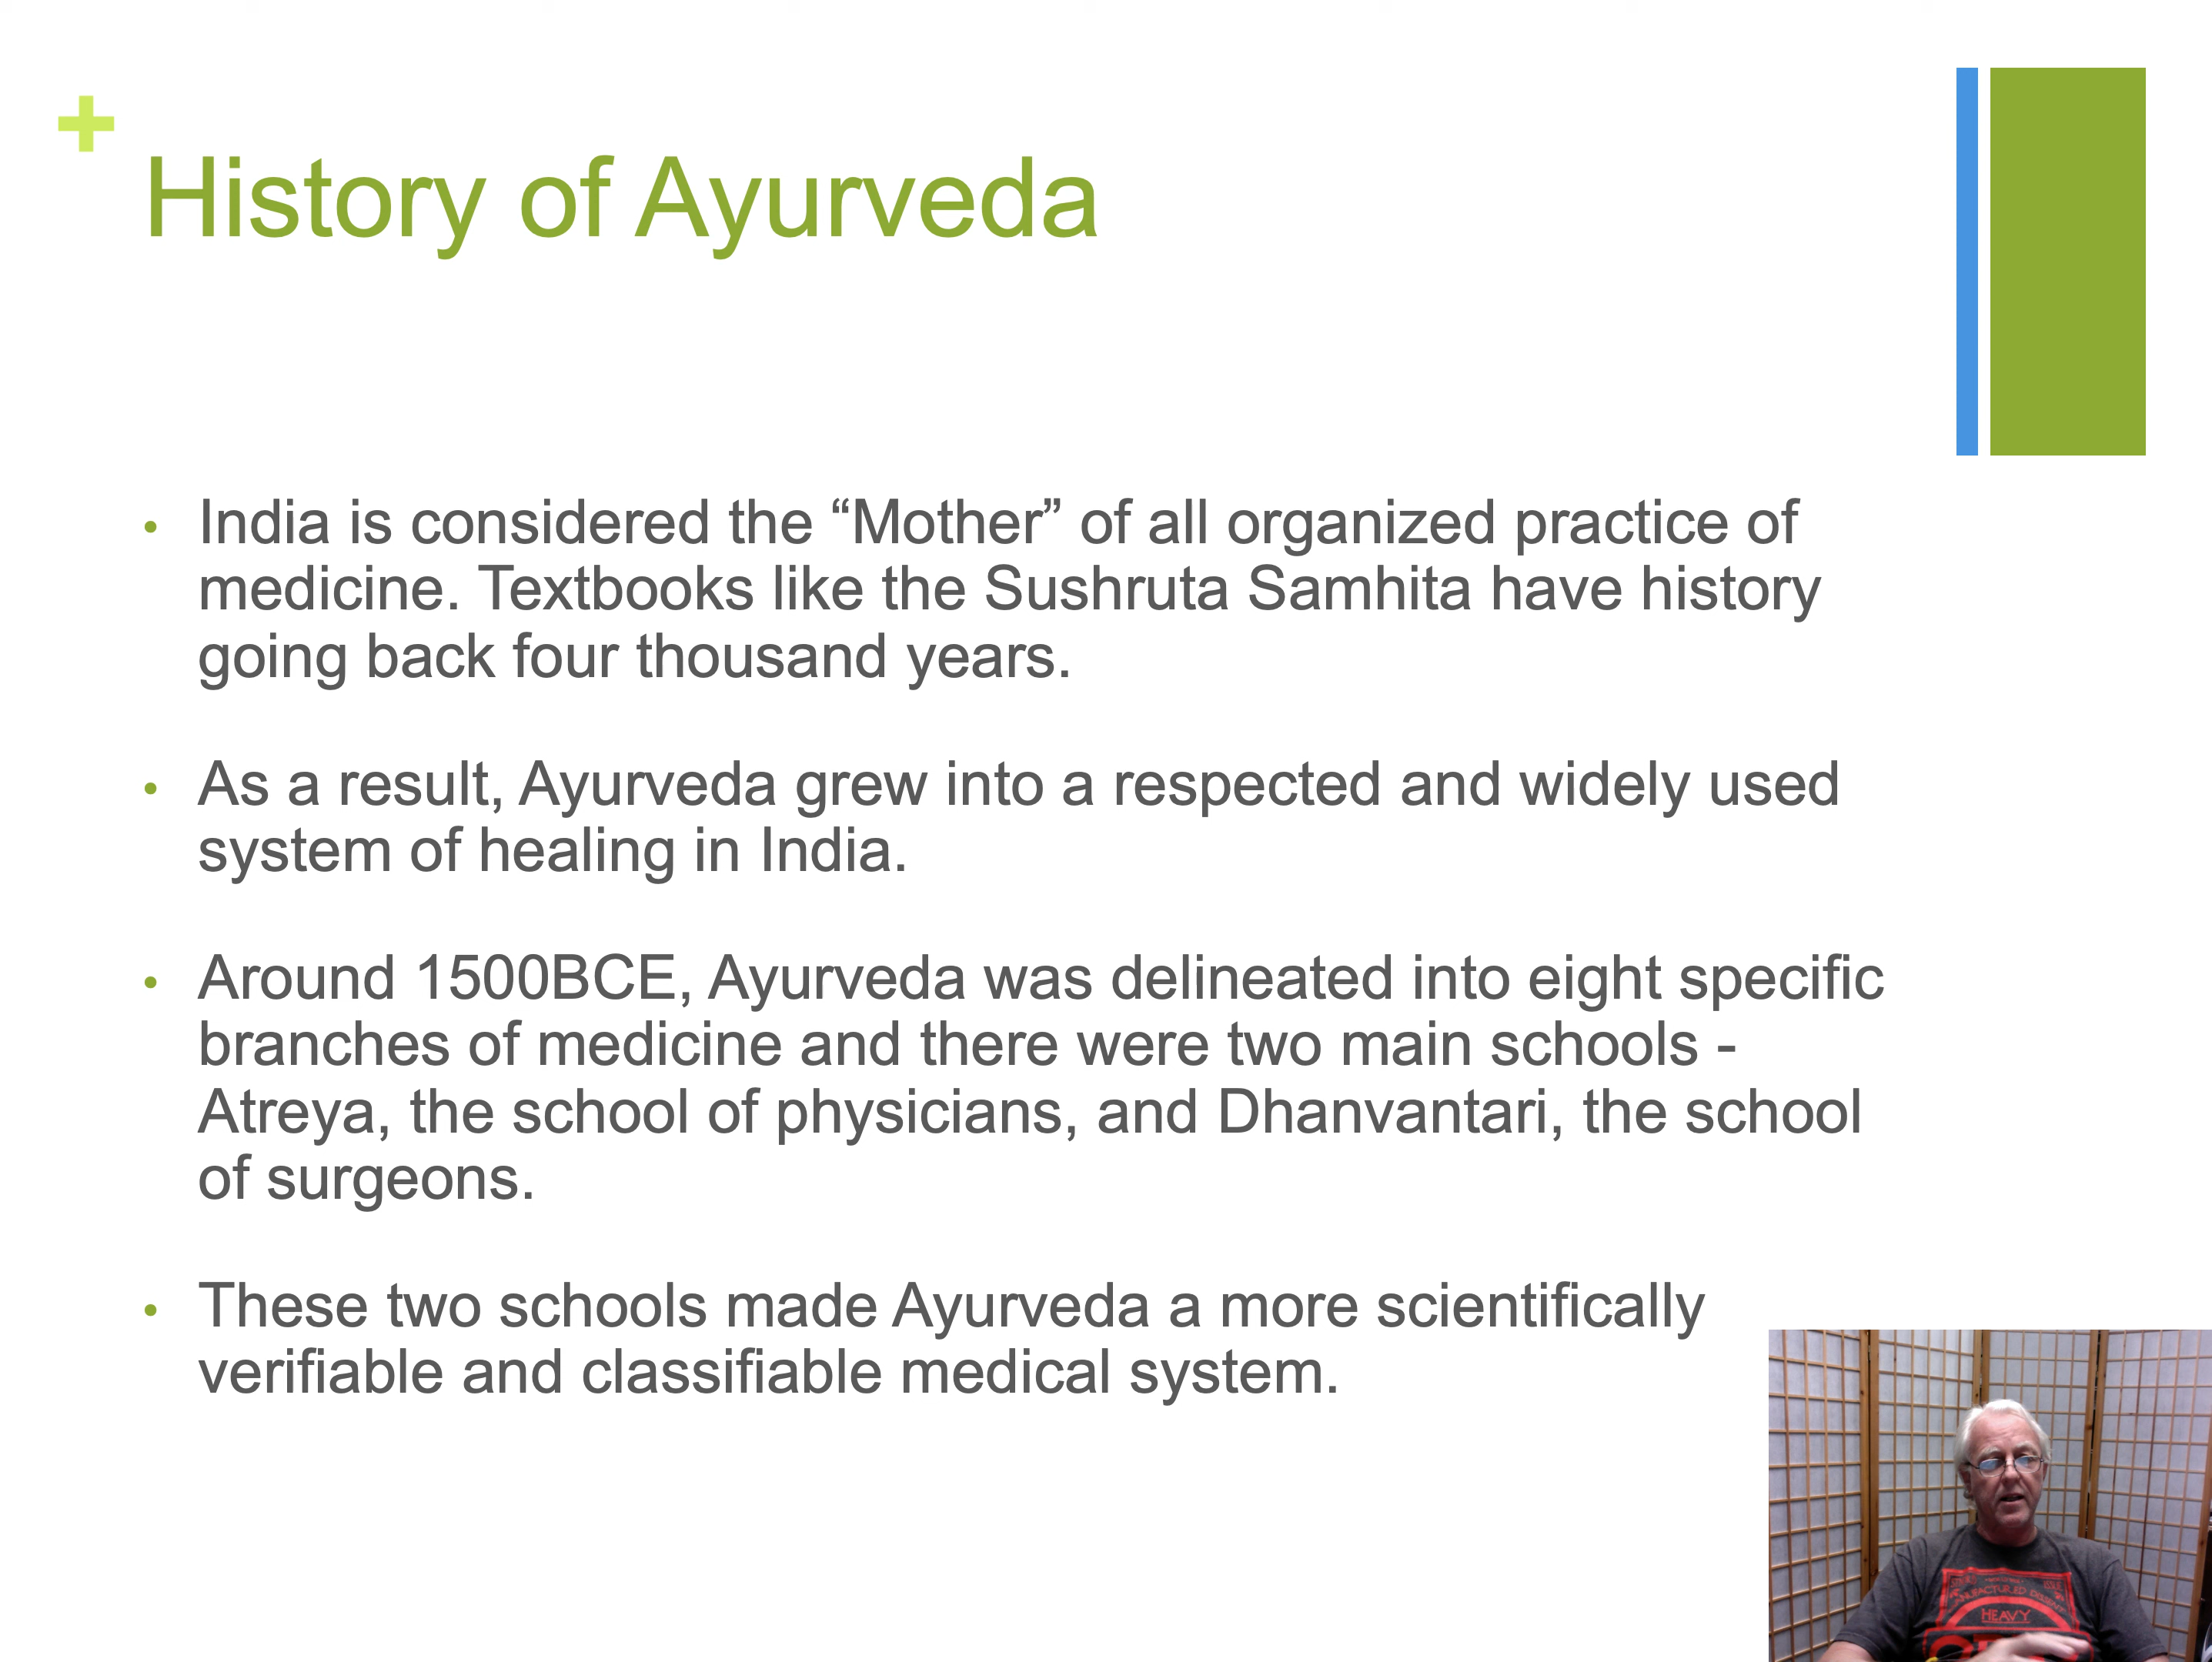 +
History of Ayurveda
• India is considered the “Mother” of all organized practice of
medicine. Textbooks like the Sushruta Samhita have history
going back four thousand years.
• As a result, Ayurveda grew into a respected and widely used
system of healing in India.
• Around 1500BCE, Ayurveda was delineated into eight specific
branches of medicine and there were two main schools -
Atreya, the school of physicians, and Dhanvantari, the school
of surgeons.
• These two schools made Ayurveda a more scientifically
verifiable and classifiable medical system.
HEAVY